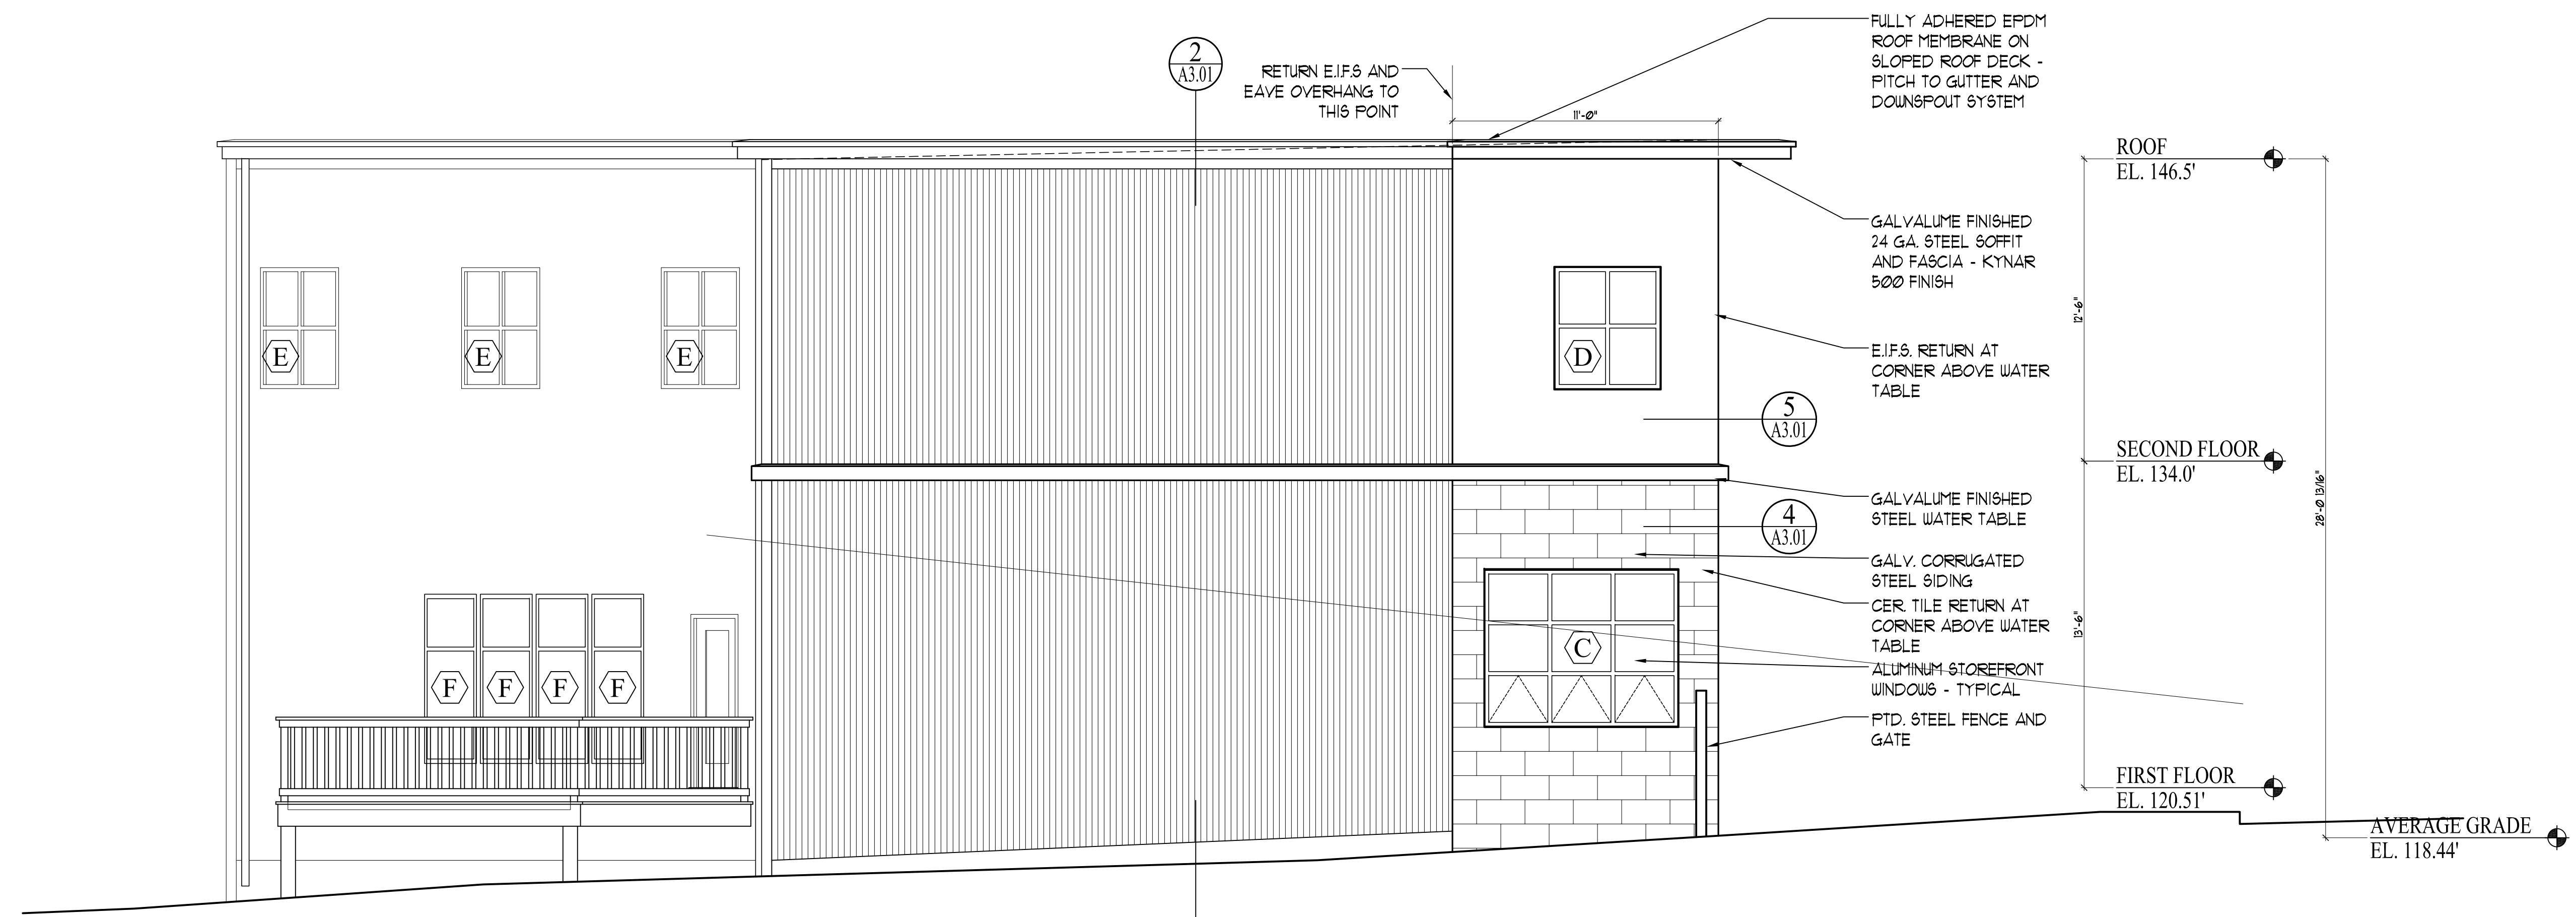 2
A3.01
RETURN E.I.F.S AND
EAVE OVERHANG TO
THIS POINT
11'-0"
FULLY ADHERED EPDM
ROOF MEMBRANE ON
SLOPED ROOF DECK -
PITCH TO GUTTER AND
DOWNSPOUT SYSTEM
ROOF
EL. 146.5'
GALVALUME FINISHED
24 GA. STEEL SOFFIT
AND FASCIA - KYNAR
500 FINISH
12'-6"
E
E
E
D
E.I.F.S. RETURN AT
CORNER ABOVE WATER
TABLE
5
A3.01
SECOND FLOOR
EL. 134.0'
28'-0 13/16"
GALVALUME FINISHED
STEEL WATER TABLE
4
A3.01
GALV. CORRUGATED
STEEL SIDING
CER. TILE RETURN AT
CORNER ABOVE WATER
TABLE
13'-6"
C
ALUMINUM STOREFRONT
WINDOWS - TYPICAL
F
F
F
F
PTD. STEEL FENCE AND
GATE
FIRST FLOOR
EL. 120.51'
AVERAGE GRADE
EL. 118.44'